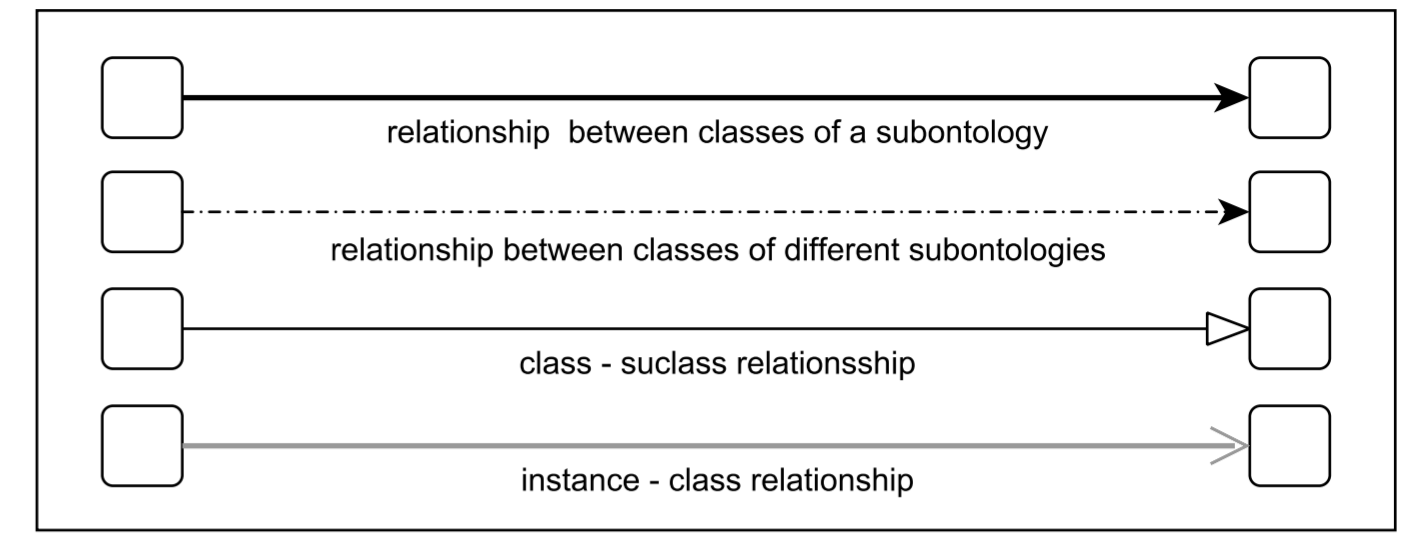 relationship  between classes of a subontology
relationship between classes of different subontologies
class - suclass relationsship
instance - class relationship